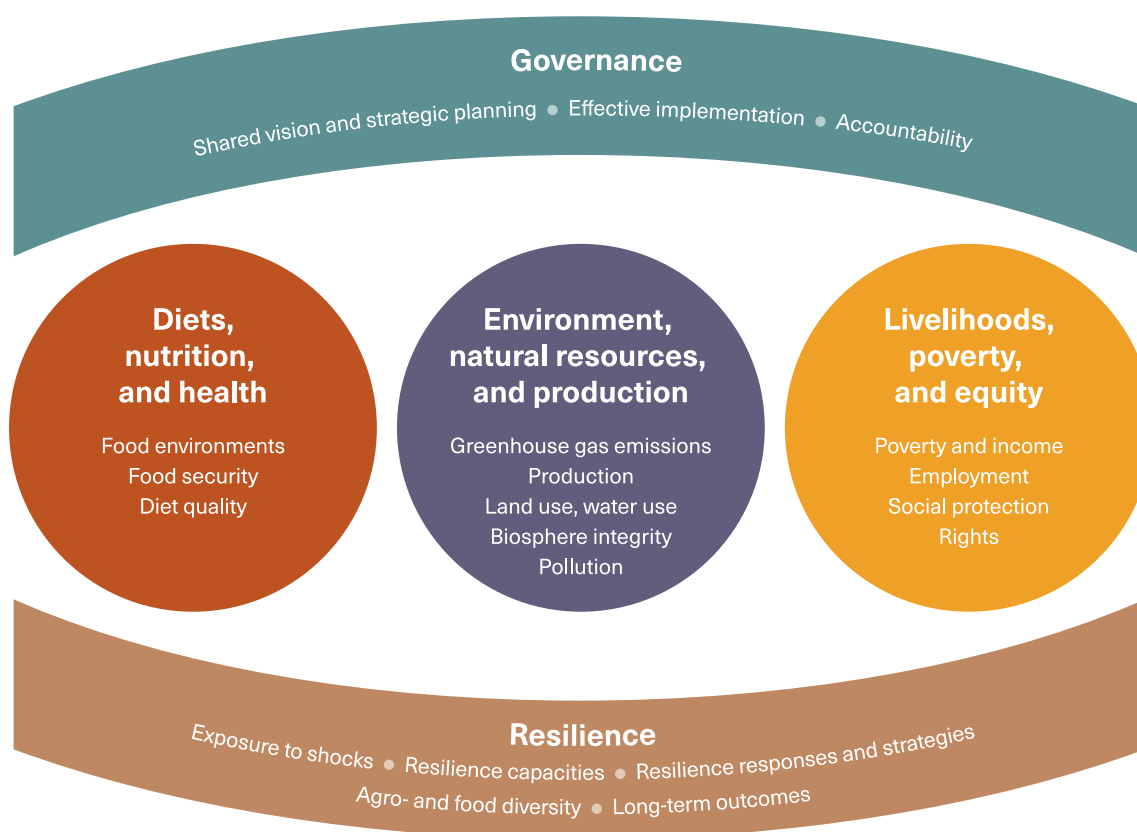 Governance
Shared vision and strategic planning ● Effective implementation ● Accountability
Diets,
nutrition,
and health
Food environments
Food security
Diet quality
Environment,
natural resources,
and production
Greenhouse gas emissions
Production
Land use, water use
Biosphere integrity
Pollution
Livelihoods,
poverty,
and equity
Poverty and income
Employment
Social protection
Rights
Resilience
Exposure to shocks ● Resilience capacities ● Resilience responses and strategies
Agro- and food diversity ● Long-term outcomes